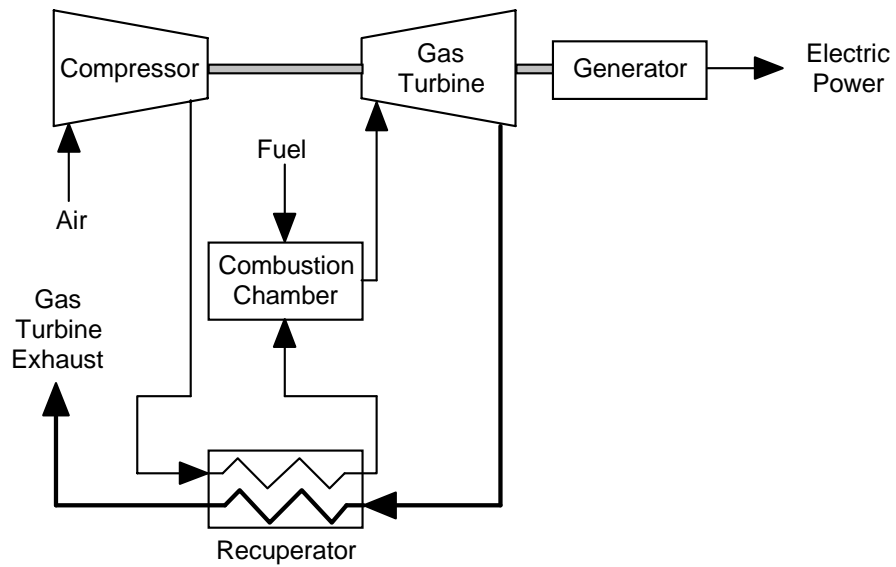 Compressor
Gas
Turbine
Generator
Electric
Power
Air
Fuel
Combustion
Chamber
Gas
Turbine
Exhaust
Recuperator